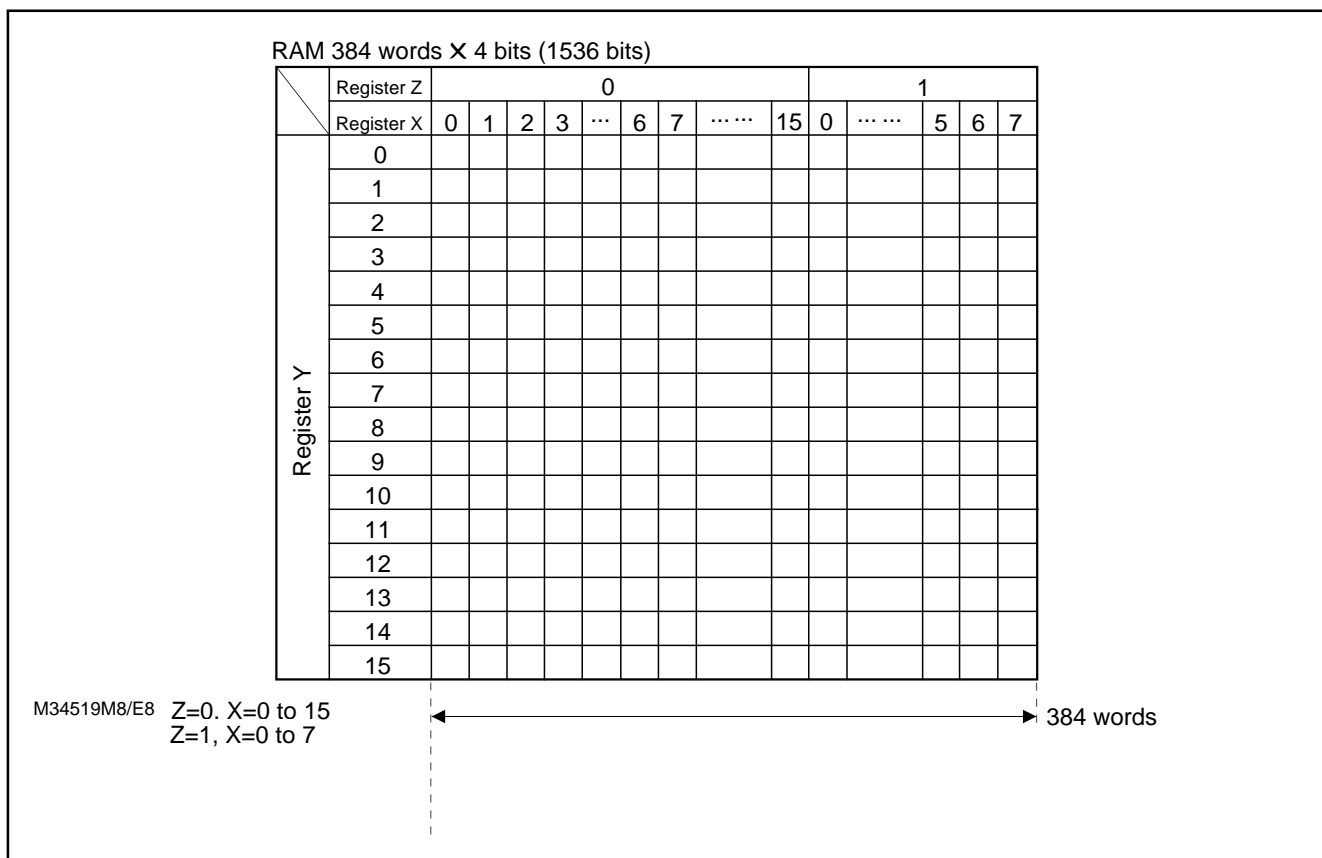 RAM 384 words X 4 bits (1536 bits)
Register Z 0 1
Register X 0 1 2 3 ... 6 7 ... ... 15 0 ... ... 5 6 7
Register Y
0
1
2
3
4
5
6
7
8
9
10
11
12
13
14
15
M34519M8/E8 Z=0. X=0 to 15
Z=1, X=0 to 7
384 words